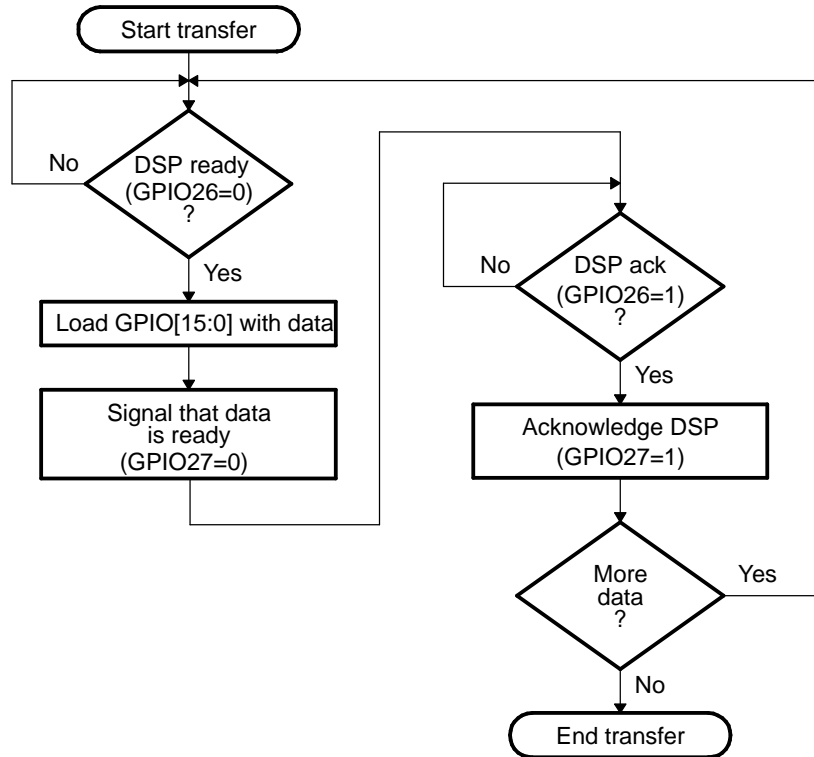 Start transfer
No
DSP ready
(GPIO26=0)
?
Yes
Load GPIO[15:0] with data
Signal that data
is ready
(GPIO27=0)
No
DSP ack
(GPIO26=1)
?
Yes
Acknowledge DSP
(GPIO27=1)
More
data
?
Yes
No
End transfer